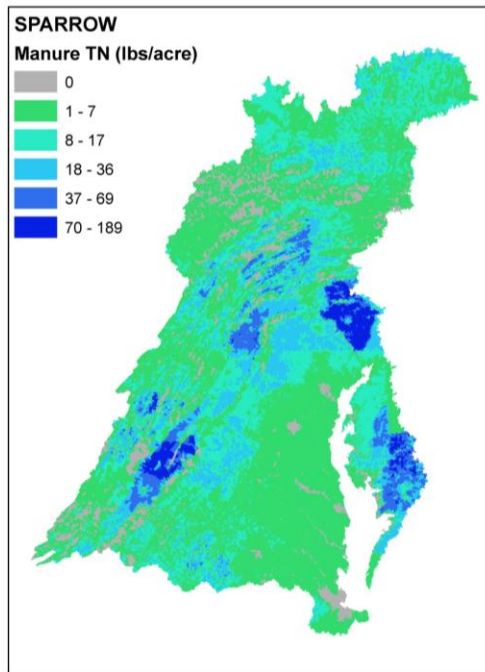 SPARROW
Manure TN (lbs/acre)
0
1 - 7
8 - 17
18 - 36
37 - 69
70 - 189